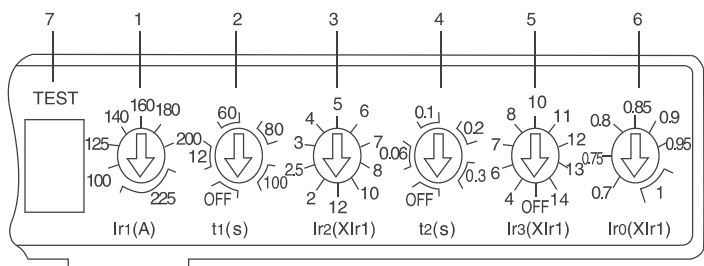 7 1 2 3 4 5 6
TEST
100 125 140 160 180 200 225
Ir1(A)
OFF 12 60 80 100
t1(s)
2 2.5 3 4 5 6 7 8 10 12
Ir2(XIr1)
OFF 0.06 0.1 0.2 0.3
t2(s)
4 6 7 8 10 11 12 13 14 OFF
Ir3(XIr1)
0.7 0.75 0.8 0.85 0.9 0.95 1
Ir0(XIr1)